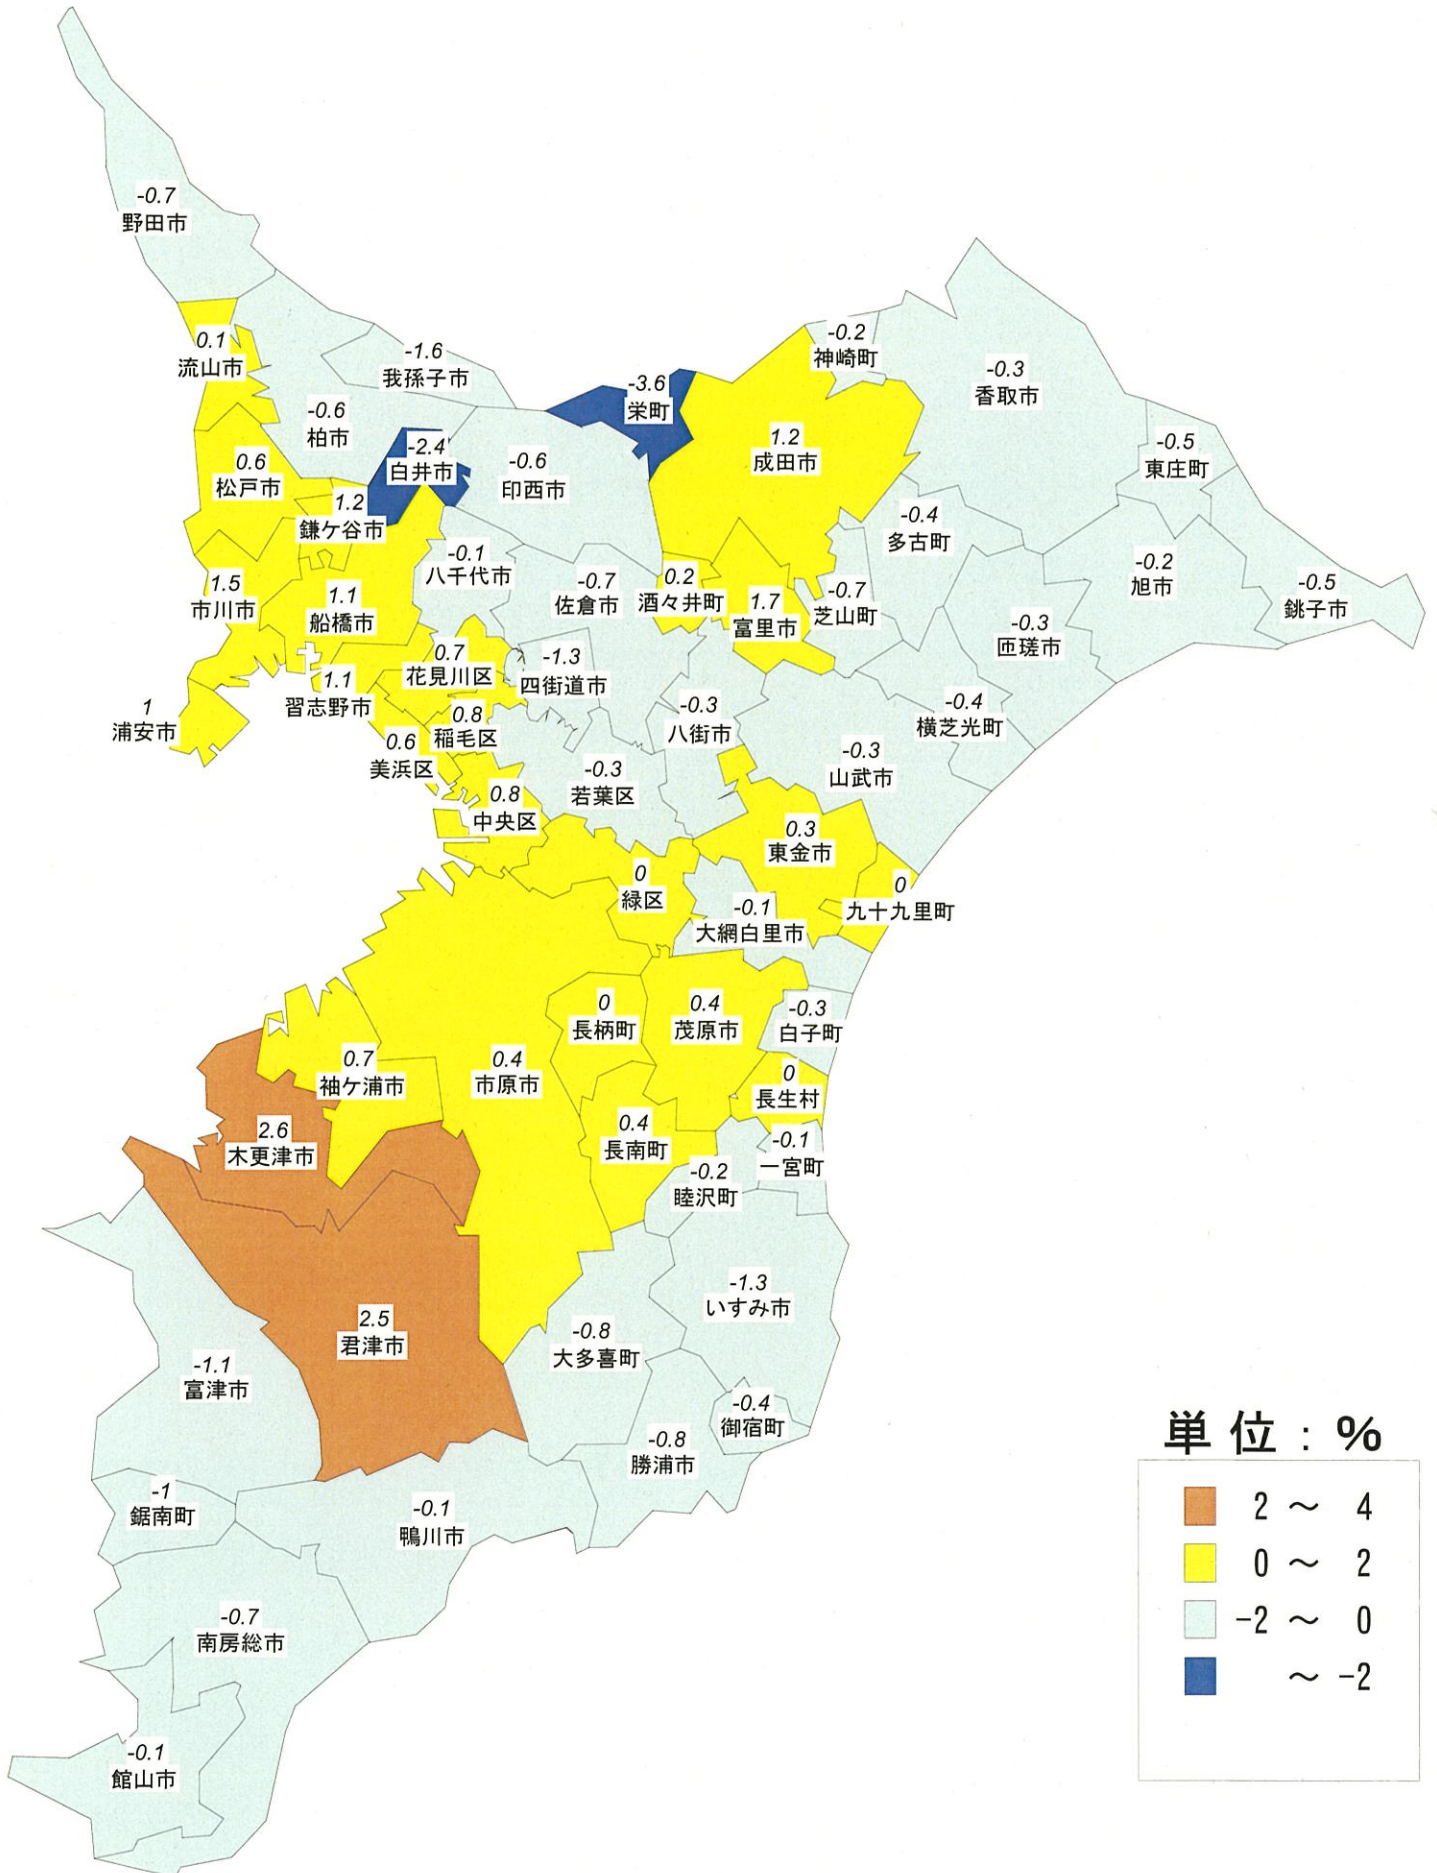 -0.7
野田市
0.1
流山市
-1.6
我孫子市
-0.6
柏市
-3.6
栄町
-0.2
神崎町
-0.3
香取市
-2.4
白井市
-0.6
印西市
1.2
成田市
-0.5
東庄町
0.6
松戸市
1.2
鎌ケ谷市
-0.4
多古町
-0.1
八千代市
-0.7
佐倉市
0.2
酒々井町
1.7
富里市
-0.7
芝山町
-0.2
旭市
-0.5
銚子市
1.5
市川市
1.1
船橋市
-0.3
匝瑳市
0.7
花見川区
-1.3
四街道市
1
浦安市
1.1
習志野市
0.8
稲毛区
-0.3
八街市
-0.4
横芝光町
0.6
美浜区
-0.3
若葉区
-0.3
山武市
0.8
中央区
0.3
東金市
0
緑区
-0.1
大網白里市
0
九十九里町
0
長柄町
0.4
茂原市
-0.3
白子町
0.7
袖ケ浦市
0.4
市原市
0
長生村
2.6
木更津市
0.4
長南町
-0.1
一宮町
-0.2
睦沢町
2.5
君津市
-1.3
いすみ市
-0.8
大多喜町
-1.1
富津市
-0.4
御宿町
-0.8
勝浦市
-1
鋸南町
-0.1
鴨川市
-0.7
南房総市
-0.1
館山市
単位：%
2 ～ 4
0 ～ 2
-2 ～ 0
～ -2